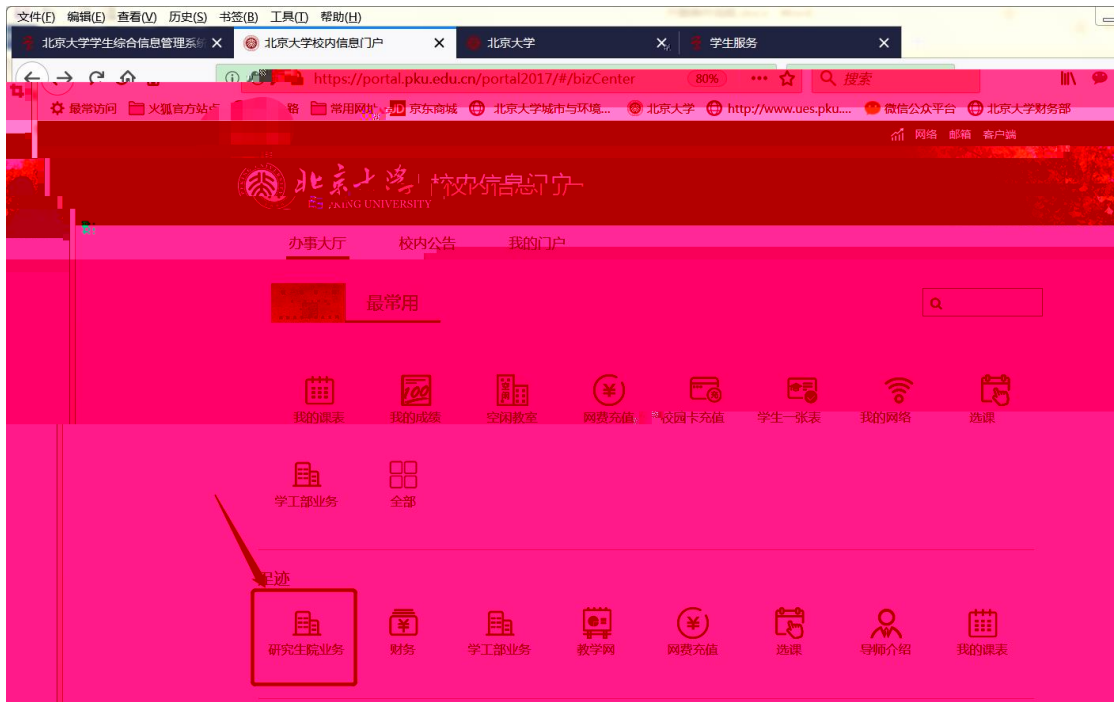 文件(F) 编辑(E) 查看(V) 历史(S) 书签(B) 工具(T) 帮助(H)
北京大学学生综合信息管理系统 北京大学校内信息门户 北京大学 学生服务
https://portal.pku.edu.cn/portal2017/#/bizCenter 80% 搜索
最常访问 火狐官方站点 常用网址 JD 京东商城 北京大学城市与环境... 北京大学 http://www.ues.pku.... 微信公众平台 北京大学财务部
网络 邮箱 客户端
北京大学 校内信息门户
PEKING UNIVERSITY
办事大厅 校内公告 我的门户
最常用
我的课表 我的成绩 空闲教室 网费充值 校园卡充值 学生一张表 我的网络 选课
学工部业务 全部
足迹
研究生院业务 财务 学工部业务 教学网 网费充值 选课 导师介绍 我的课表